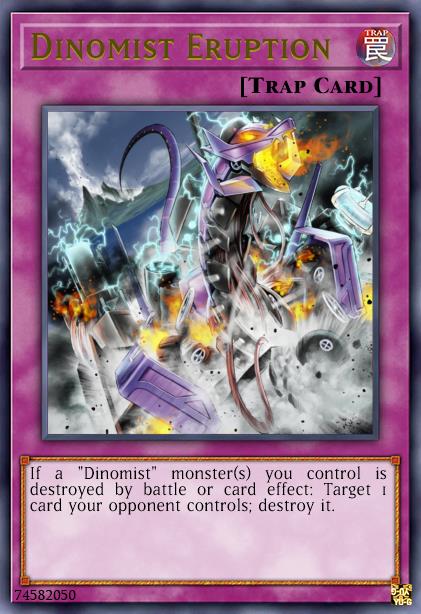 Dinomist Eruption
TRAP
罠
[Trap Card]
If a "Dinomist" monster(s) you control is
destroyed by battle or card effect: Target 1
card your opponent controls; destroy it.
74582050